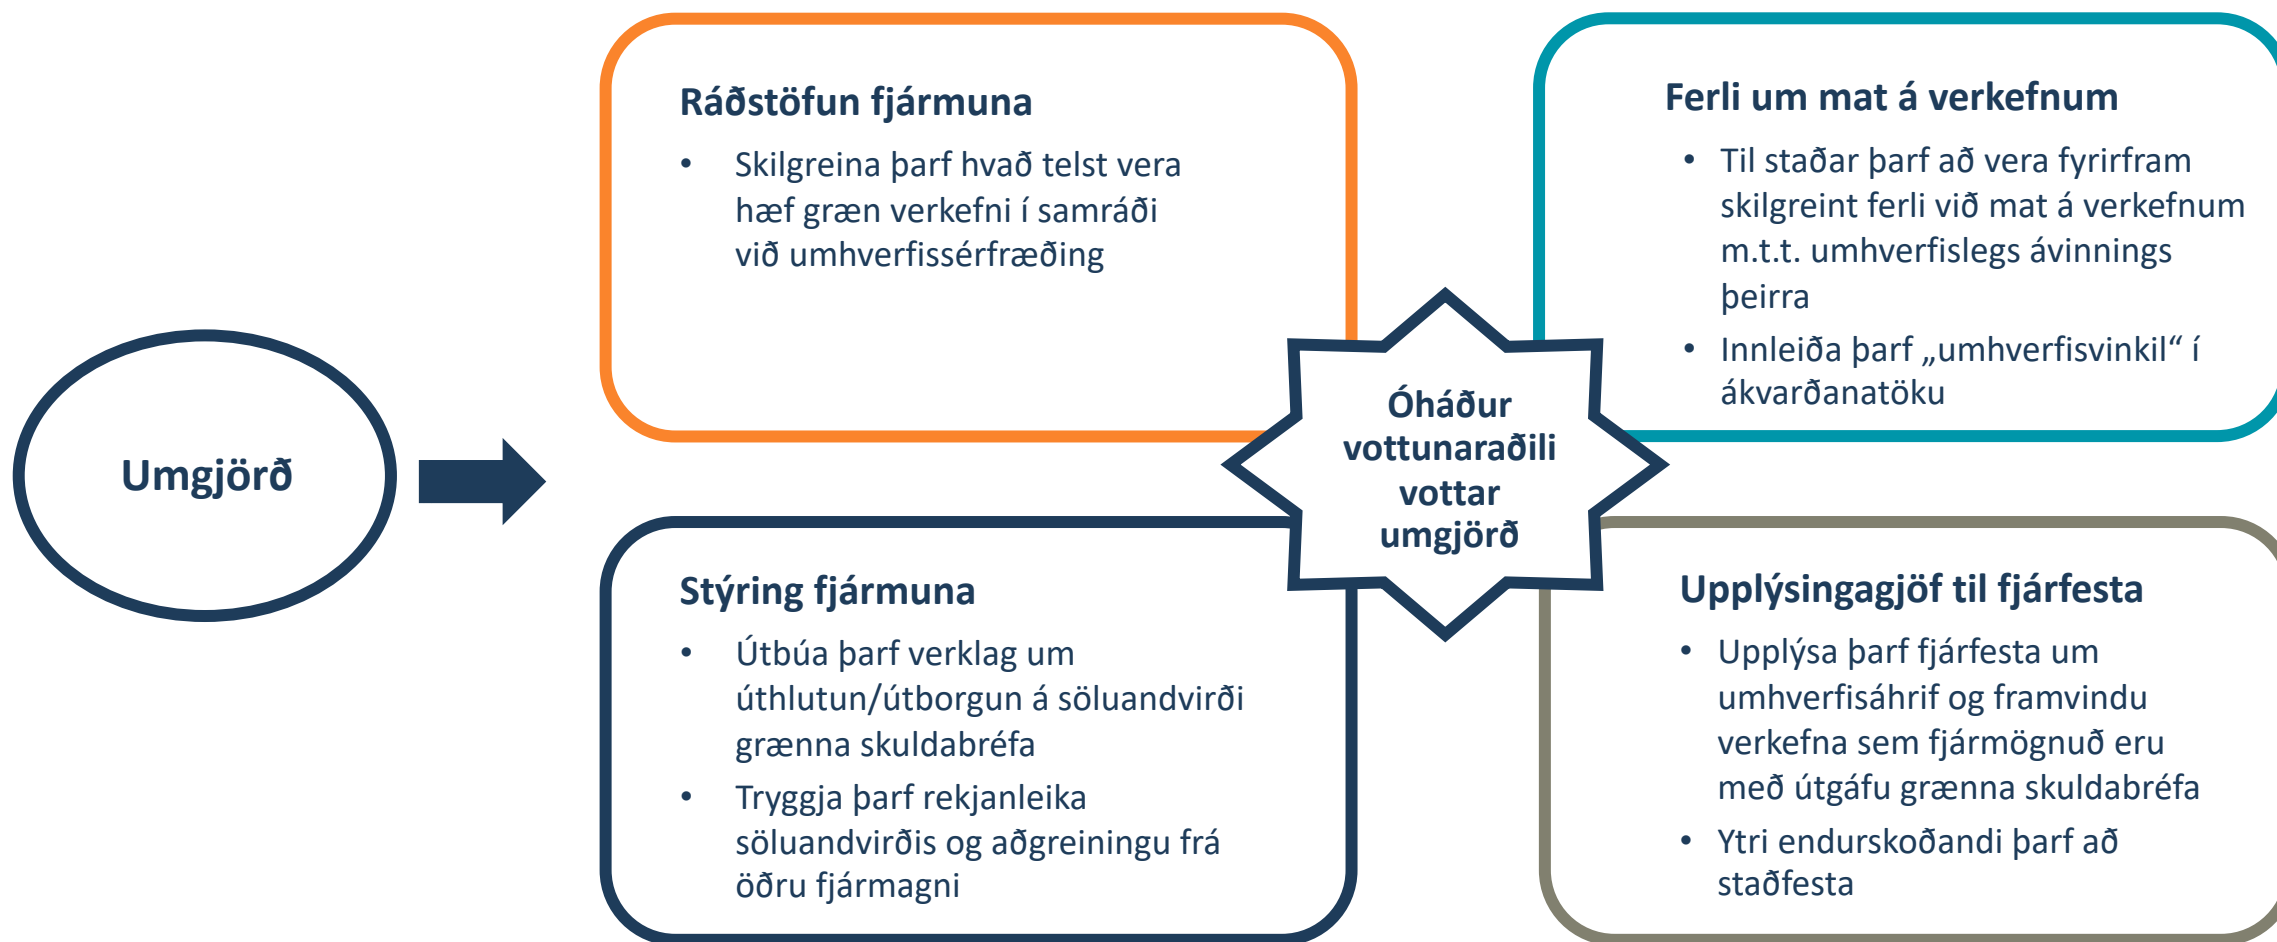 Umgjörð
Ráðstöfun fjármuna
• Skilgreina þarf hvað telst vera
hæf græn verkefni í samráði
við umhverfissérfræðing
Ferli um mat á verkefnum
• Til staðar þarf að vera fyrirfram
skilgreint ferli við mat á verkefnum
m.t.t. umhverfislegs ávinnings
þeirra
• Innleiða þarf „umhverfisvinkil“ í
ákvarðanatöku
Óháður
vottunaraðili
vottar
umgjörð
Stýring fjármuna
• Útbúa þarf verklag um
úthlutun/útborgun á söluandvirði
grænna skuldabréfa
• Tryggja þarf rekjanleika
söluandvirðis og aðgreiningu frá
öðru fjármagni
Upplýsingagjöf til fjárfesta
• Upplýsa þarf fjárfesta um
umhverfisáhrif og framvindu
verkefna sem fjármögnuð eru
með útgáfu grænna skuldabréfa
• Ytri endurskoðandi þarf að
staðfesta